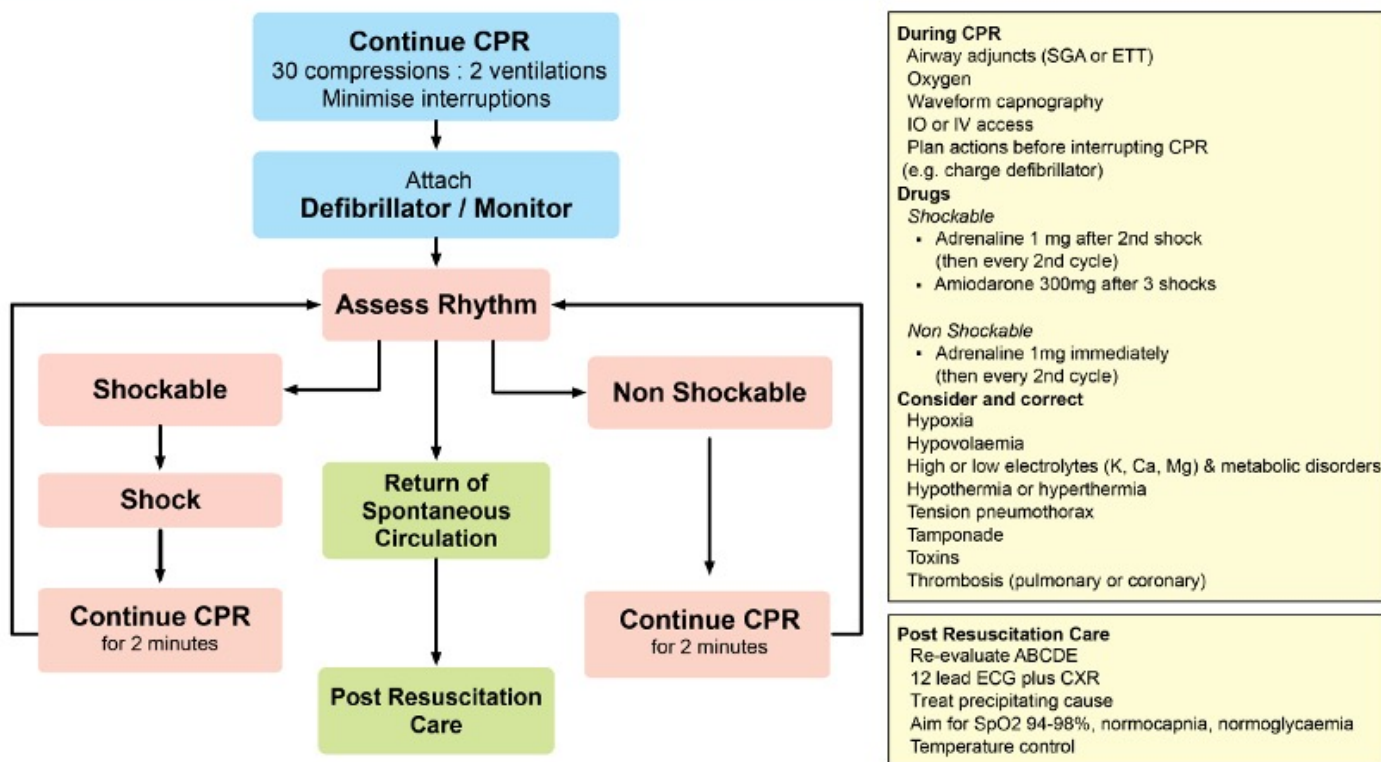 Continue CPR
30 compressions : 2 ventilations
Minimise interruptions
Attach
Defibrillator / Monitor
Assess Rhythm
Shockable
Non Shockable
Shock
Return of
Spontaneous
Circulation
Continue CPR
for 2 minutes
Continue CPR
for 2 minutes
Post Resuscitation
Care
During CPR
Airway adjuncts (SGA or ETT)
Oxygen
Waveform capnography
IO or IV access
Plan actions before interrupting CPR
(e.g. charge defibrillator)
Drugs
Shockable
▪ Adrenaline 1 mg after 2nd shock
(then every 2nd cycle)
▪ Amiodarone 300mg after 3 shocks
Non Shockable
▪ Adrenaline 1mg immediately
(then every 2nd cycle)
Consider and correct
Hypoxia
Hypovolaemia
High or low electrolytes (K, Ca, Mg) & metabolic disorders
Hypothermia or hyperthermia
Tension pneumothorax
Tamponade
Toxins
Thrombosis (pulmonary or coronary)
Post Resuscitation Care
Re-evaluate ABCDE
12 lead ECG plus CXR
Treat precipitating cause
Aim for SpO2 94-98%, normocapnia, normoglycaemia
Temperature control